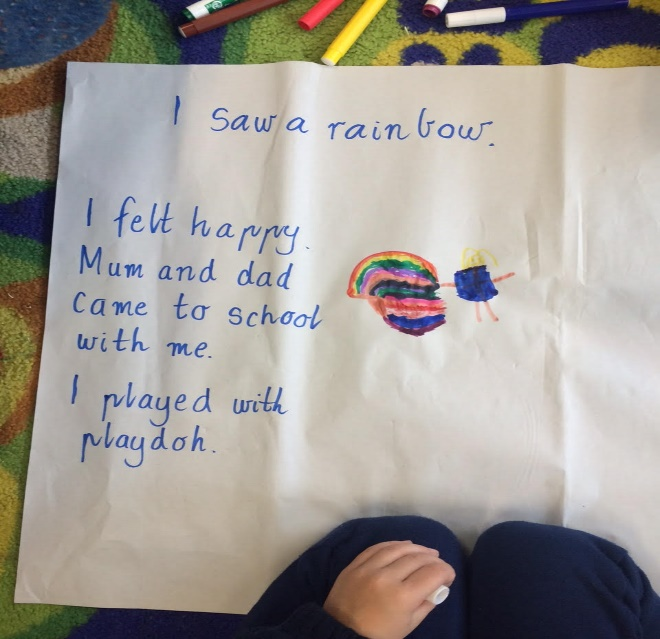 I saw a rainbow.
I felt happy.
Mum and dad
came to school
with me.
I played with
playdoh.